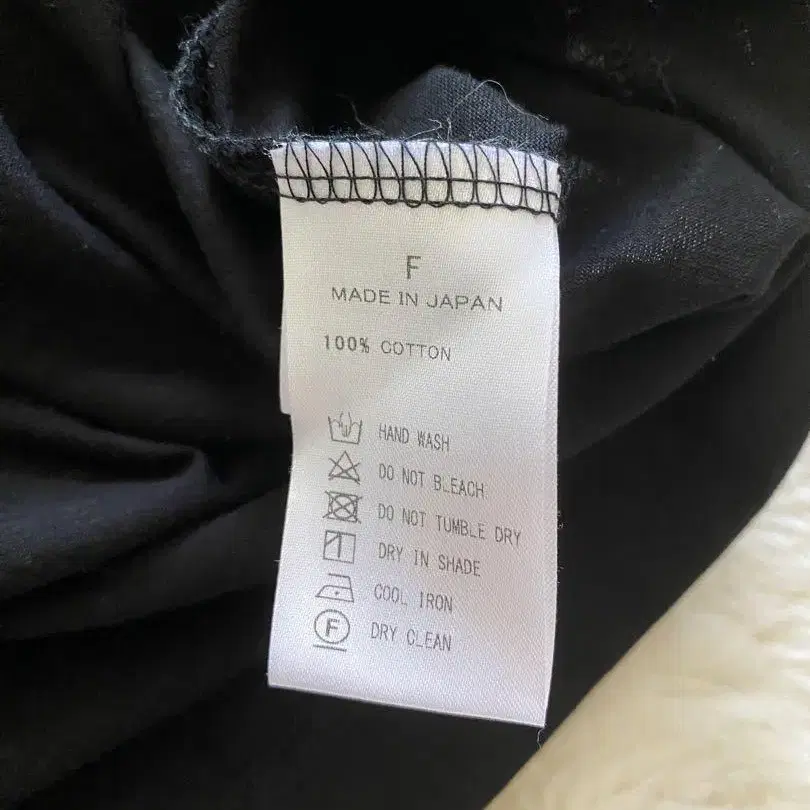 F
MADE IN JAPAN
100% COTTON
HAND WASH
DO NOT BLEACH
DO NOT TUMBLE DRY
DRY IN SHADE
COOL IRON
F DRY CLEAN